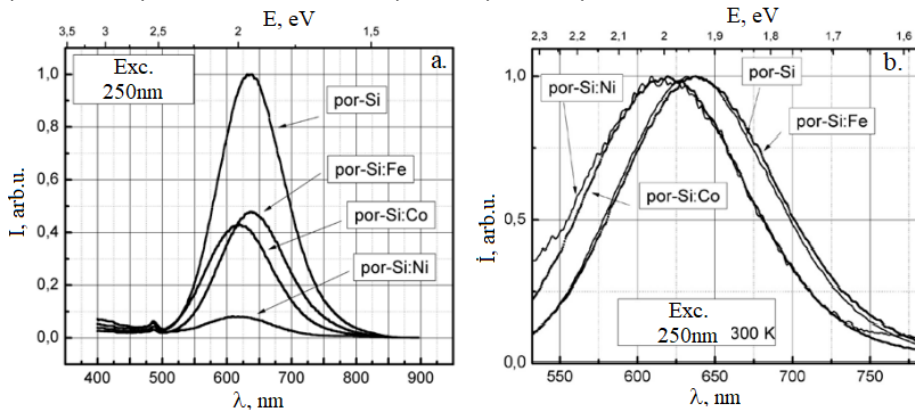 E, eV
3,5 3 2,5 2 1,5
a.
Exc.
250nm
por-Si
por-Si:Fe
por-Si:Co
por-Si:Ni
I, arb.u.
1,0
0,8
0,6
0,4
0,2
0,0
400 500 600 700 800 900
λ, nm
E, eV
2,3 2,2 2,1 2 1,9 1,8 1,7 1,6
b.
por-Si:Ni
por-Si
por-Si:Fe
por-Si:Co
I, arb.u.
1,0
0,5
0,0
Exc.
250nm 300 K
550 600 650 700 750
λ, nm